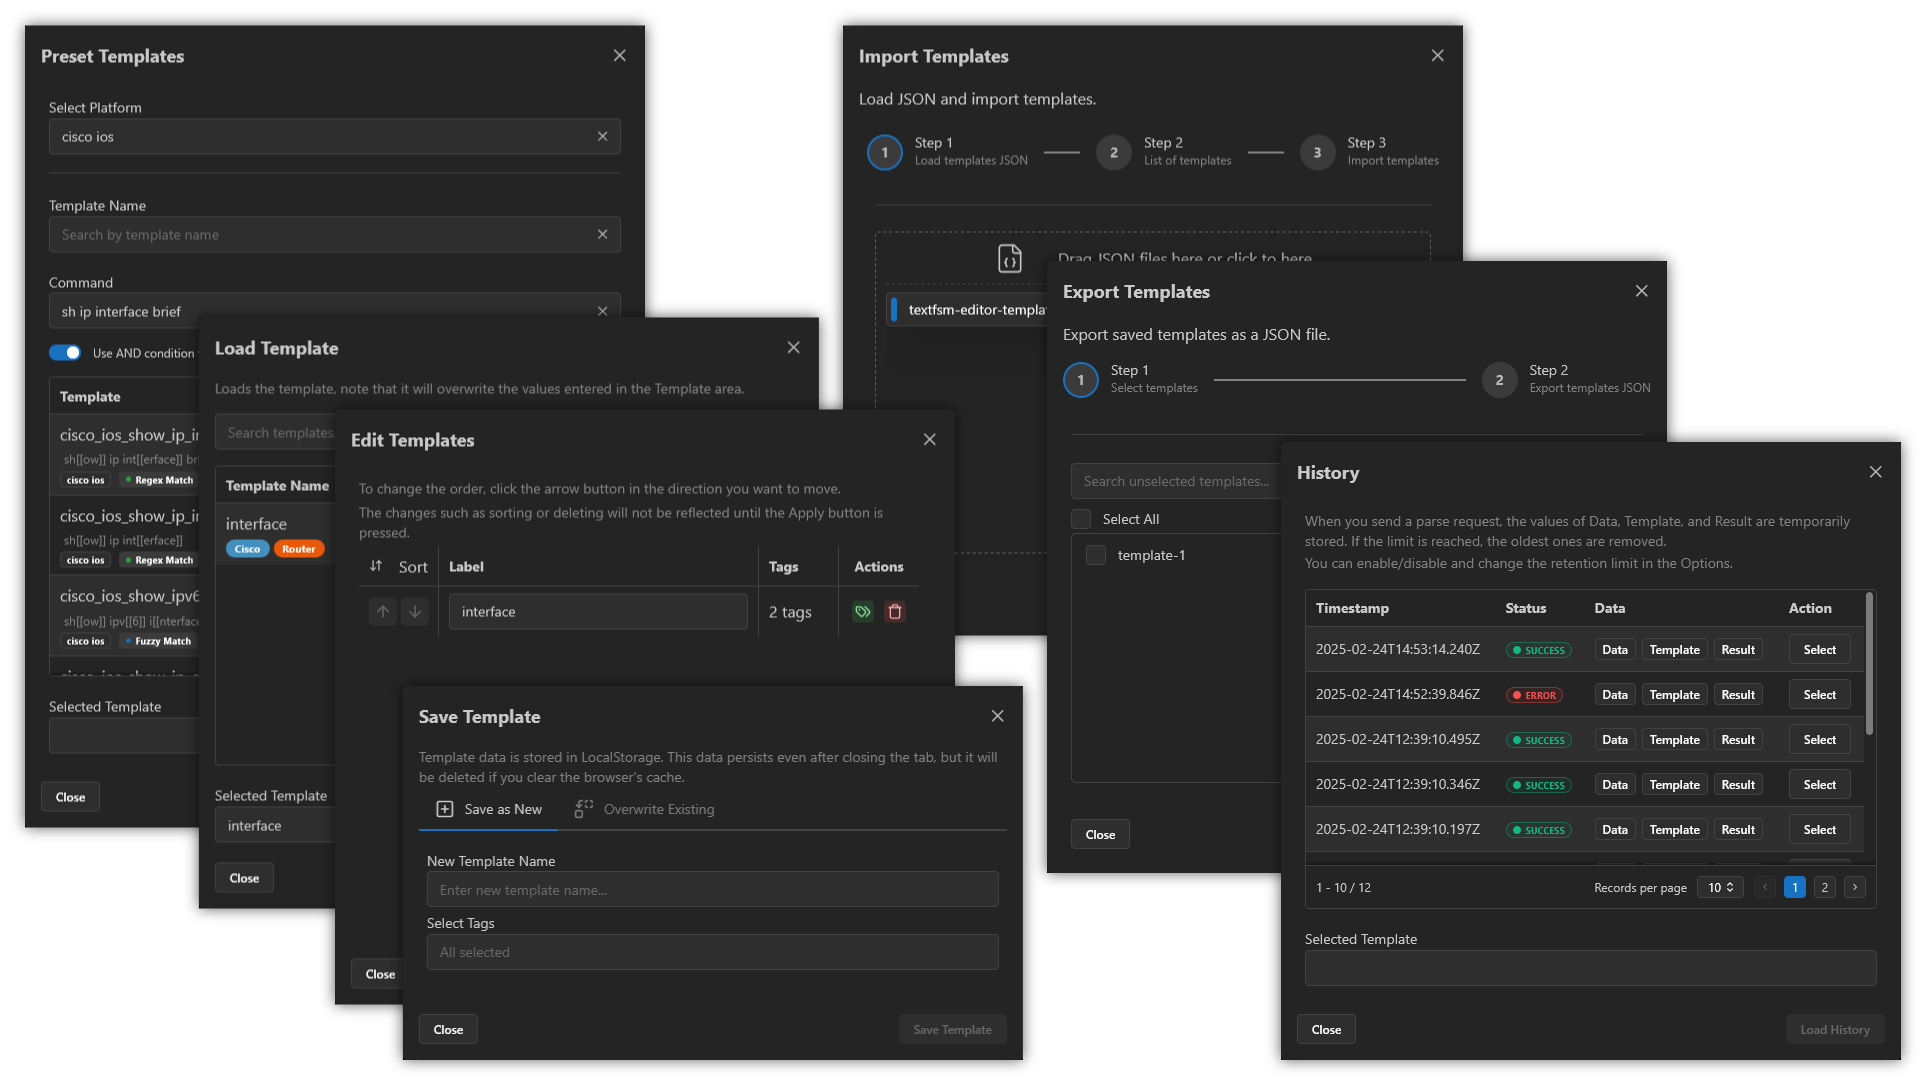 Preset Templates
Select Platform
cisco ios
Template Name
Search by template name
Command
sh ip interface brief
Use AND condition
Template
cisco_ios_show_ip_in
sh[[ow]] ip int[[erface]] br
cisco ios
Regex Match
cisco_ios_show_ip_in
sh[[ow]] ip int[[erface]]
cisco ios
Regex Match
cisco_ios_show_ipv6
sh[[ow]] ipv[[6]] i[[nterface
cisco ios
Fuzzy Match
Selected Template
Close
Load Template
Loads the template, note that it will overwrite the values entered in the Template area.
Search templates
Template Name
interface
Cisco
Router
Selected Template
interface
Close
Edit Templates
To change the order, click the arrow button in the direction you want to move.
The changes such as sorting or deleting will not be reflected until the Apply button is
pressed.
Sort
Label
Tags
Actions
interface
2 tags
Close
Save Template
Template data is stored in LocalStorage. This data persists even after closing the tab, but it will
be deleted if you clear the browser's cache.
Save as New
Overwrite Existing
New Template Name
Enter new template name...
Select Tags
All selected
Close
Save Template
Import Templates
Load JSON and import templates.
1
Step 1
Load templates JSON
2
Step 2
List of templates
3
Step 3
Import templates
Drag JSON files here or click to here
textfsm-editor-templa
Export Templates
Export saved templates as a JSON file.
1
Step 1
Select templates
2
Step 2
Export templates JSON
Search unselected templates...
Select All
template-1
Close
History
When you send a parse request, the values of Data, Template, and Result are temporarily
stored. If the limit is reached, the oldest ones are removed.
You can enable/disable and change the retention limit in the Options.
Timestamp Status Data Action
2025-02-24T14:53:14.240Z SUCCESS Data Template Result Select
2025-02-24T14:52:39.846Z ERROR Data Template Result Select
2025-02-24T12:39:10.495Z SUCCESS Data Template Result Select
2025-02-24T12:39:10.346Z SUCCESS Data Template Result Select
2025-02-24T12:39:10.197Z SUCCESS Data Template Result Select
1 - 10 / 12
Records per page 10 < 1 2 >
Selected Template
Close
Load History